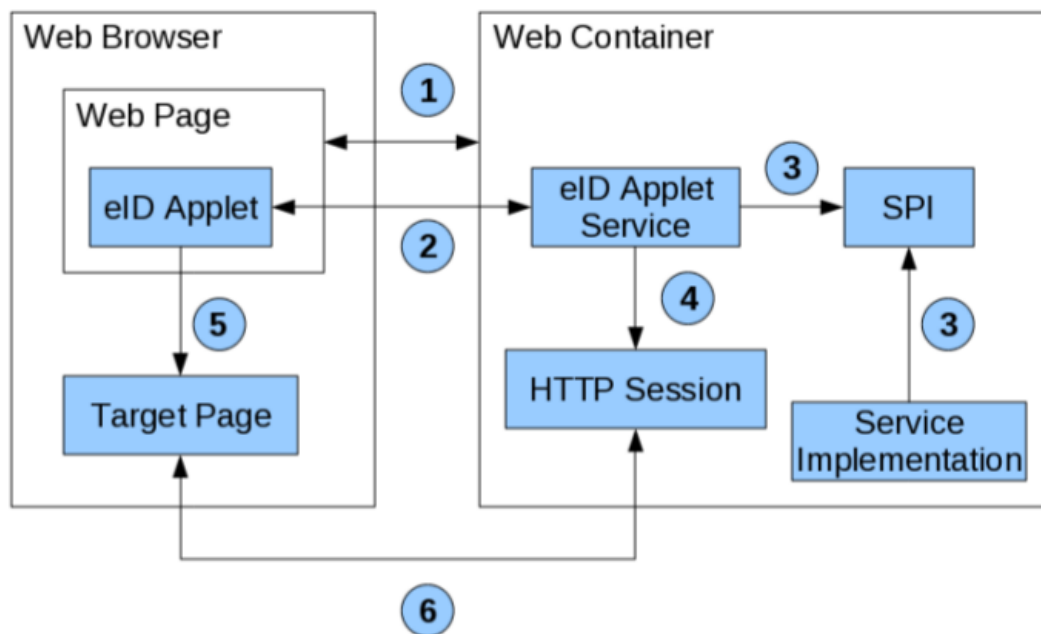 Web Browser
Web Container
1
Web Page
eID Applet
eID Applet
Service
3
SPI
2
5
4
3
Target Page
HTTP Session
Service
Implementation
6